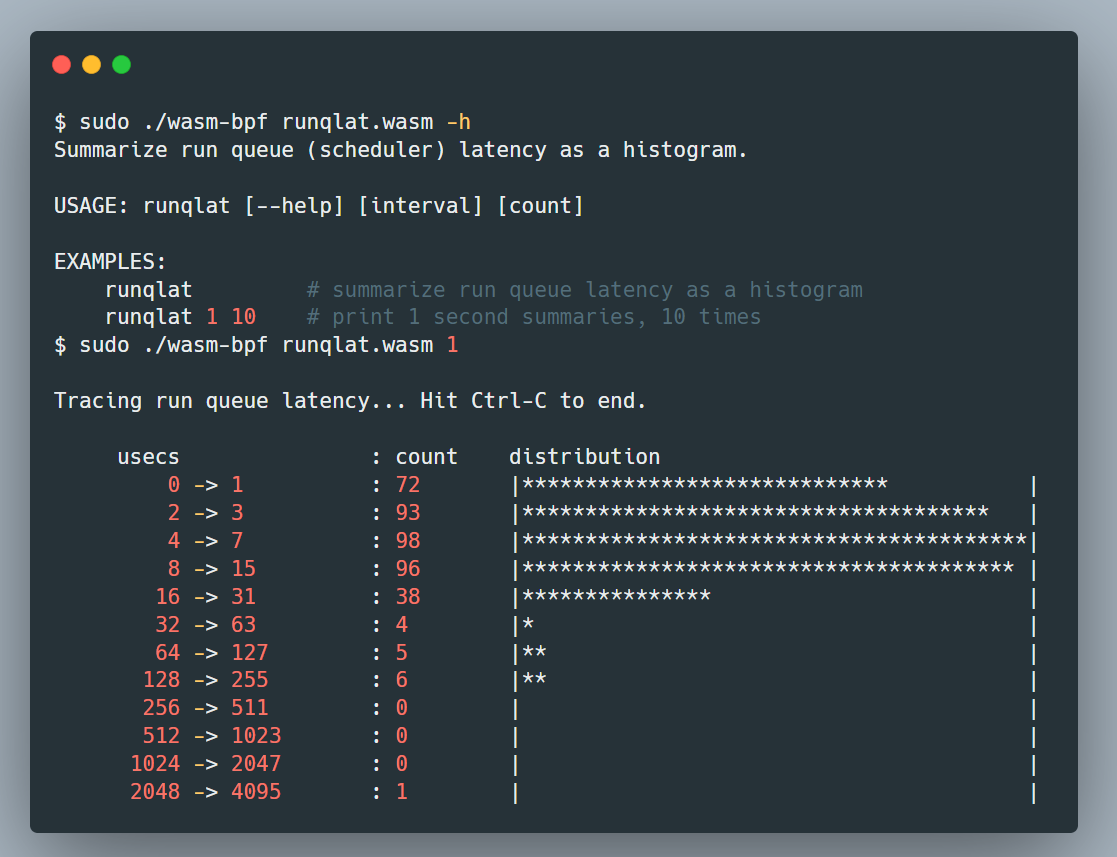 $ sudo ./wasm-bpf runqlat.wasm -h
Summarize run queue (scheduler) latency as a histogram.

USAGE: runqlat [--help] [interval] [count]

EXAMPLES:
    runqlat         # summarize run queue latency as a histogram
    runqlat 1 10    # print 1 second summaries, 10 times
$ sudo ./wasm-bpf runqlat.wasm 1

Tracing run queue latency... Hit Ctrl-C to end.

     usecs               : count    distribution
         0 -> 1          : 72       |*****************************           |
         2 -> 3          : 93       |*************************************   |
         4 -> 7          : 98       |****************************************|
         8 -> 15         : 96       |*************************************** |
        16 -> 31         : 38       |***************                         |
        32 -> 63         : 4        |*                                       |
        64 -> 127        : 5        |**                                      |
       128 -> 255        : 6        |**                                      |
       256 -> 511        : 0        |                                        |
       512 -> 1023       : 0        |                                        |
      1024 -> 2047       : 0        |                                        |
      2048 -> 4095       : 1        |                                        |